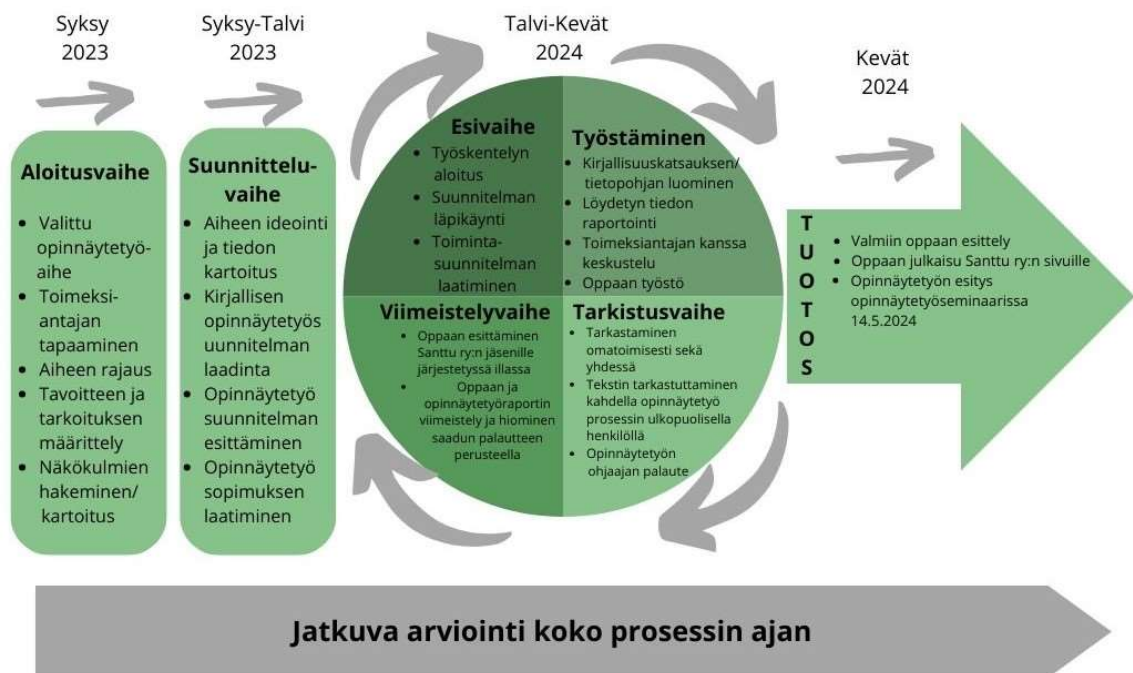 Syksy
2023
Syksy-Talvi
2023
Talvi-Kevät
2024
Kevät
2024
Aloitusvaihe
• Valittu
opinnäytetyö-
aihe
• Toimeksi-
antajan
tapaaminen
• Aiheen rajaus
• Tavoitteen ja
tarkoituksen
määrittely
• Näkökulmien
hakeminen/
kartoitus
Suunnittelu-
vaihe
• Aiheen ideointi
ja tiedon
kartoitus
• Kirjallisen
opinnäytetyös
uunnitelman
laadinta
• Opinnäytetyö
suunnitelman
esittäminen
• Opinnäytetyö
sopimuksen
laatiminen
Esivaihe
• Työskentelyn
aloitus
• Suunnitelman
läpikäynti
• Toiminta-
suunnitelman
laatiminen
Työstäminen
• Kirjallisuuskatsauksen/
tietopohjan luominen
• Löydetyn tiedon
raportointi
• Toimeksiantajan kanssa
keskustelu
• Oppaan työstö
Viimeistelyvaihe
• Oppaan esittäminen
Santtu ry:n jäsenille
järjestetyssä illassa
• Oppaan ja
opinnäytetyöraportin
viimeistely ja hiominen
saadun palautteen
perusteella
Tarkistusvaihe
• Tarkastaminen
omatoimisesti sekä
yhdessä
• Tekstin tarkastuttaminen
kahdella opinnäytetyö
prosessin ulkopuolisella
henkilöllä
• Opinnäytetyön
ohjaajan palaute
T
U
O
T
O
S
• Valmiin oppaan esittely
• Oppaan julkaisu Santtu ry:n sivuille
• Opinnäytetyön esitys
opinnäytetyöseminaarissa
14.5.2024
Jatkuva arviointi koko prosessin ajan